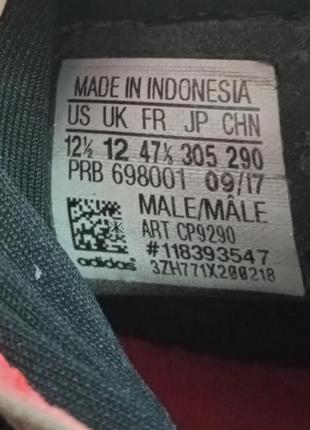 MADE IN INDONESIA
US UK FR JP CHN
12½ 12 47⅓ 305 290
PRB 698001 09/17
MALE/MÂLE
ART CP9290
#118393547
adidas 3ZH771X200218